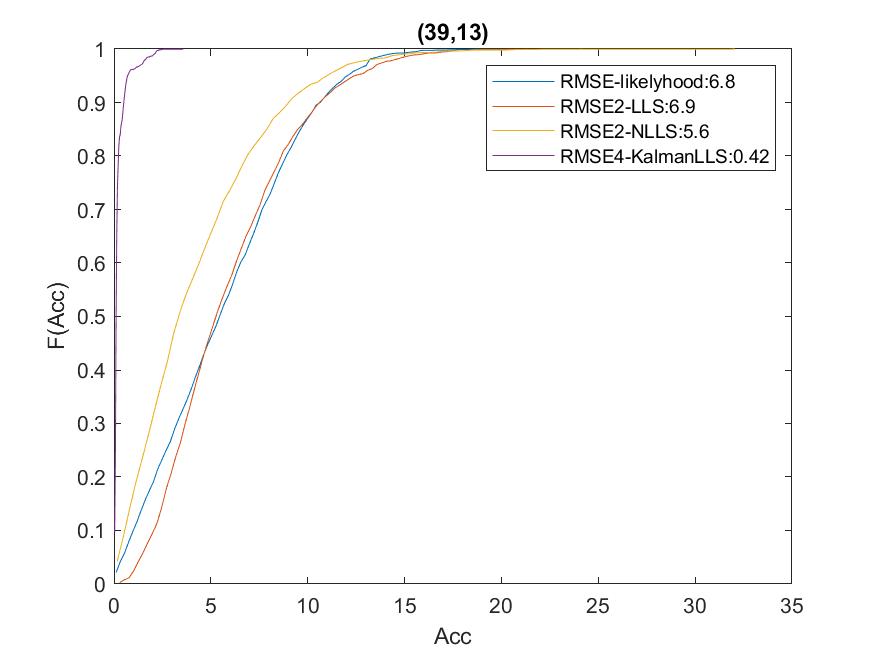 (39,13)
1
0.9
0.8
0.7
0.6
0.5
0.4
0.3
0.2
0.1
0
F(Acc)
RMSE-likelyhood:6.8
RMSE2-LLS:6.9
RMSE2-NLLS:5.6
RMSE4-KalmanLLS:0.42
0 5 10 15 20 25 30 35
Acc